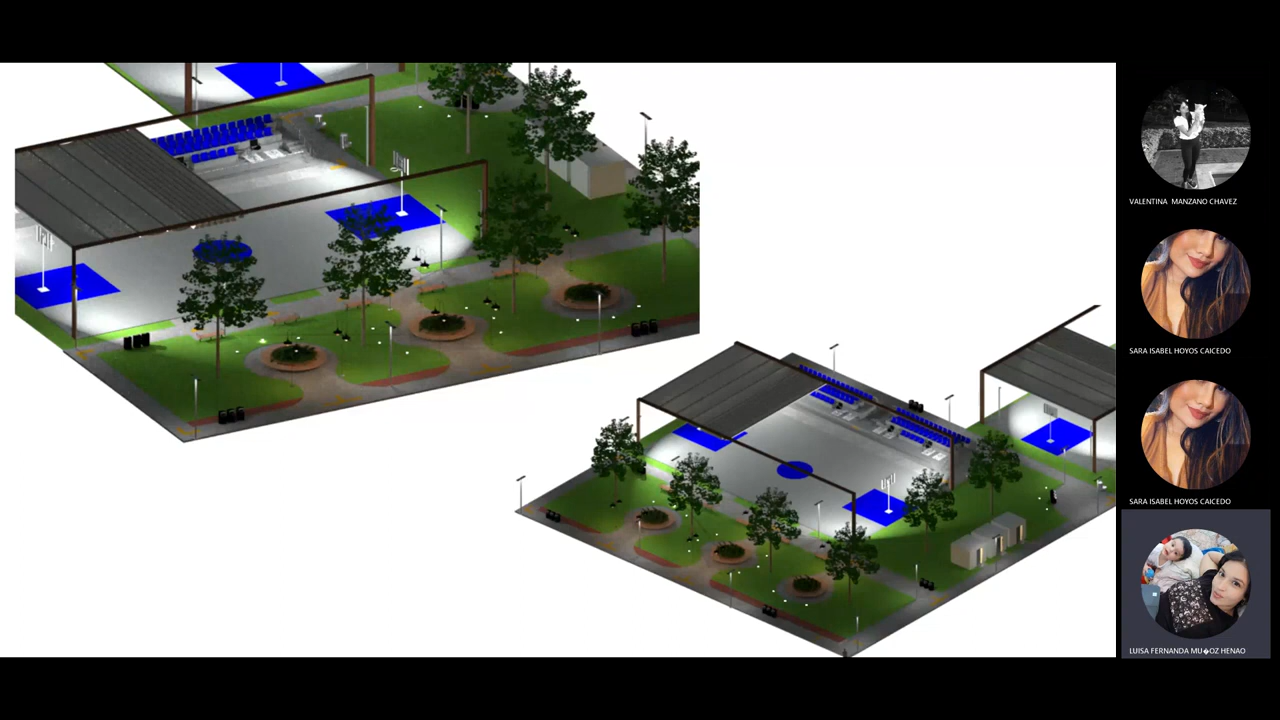 VALENTINA MANZANO CHAVEZ
SARA ISABEL HOYOS CAICEDO
SARA ISABEL HOYOS CAICEDO
LUISA FERNANDA MU�OZ HENAO